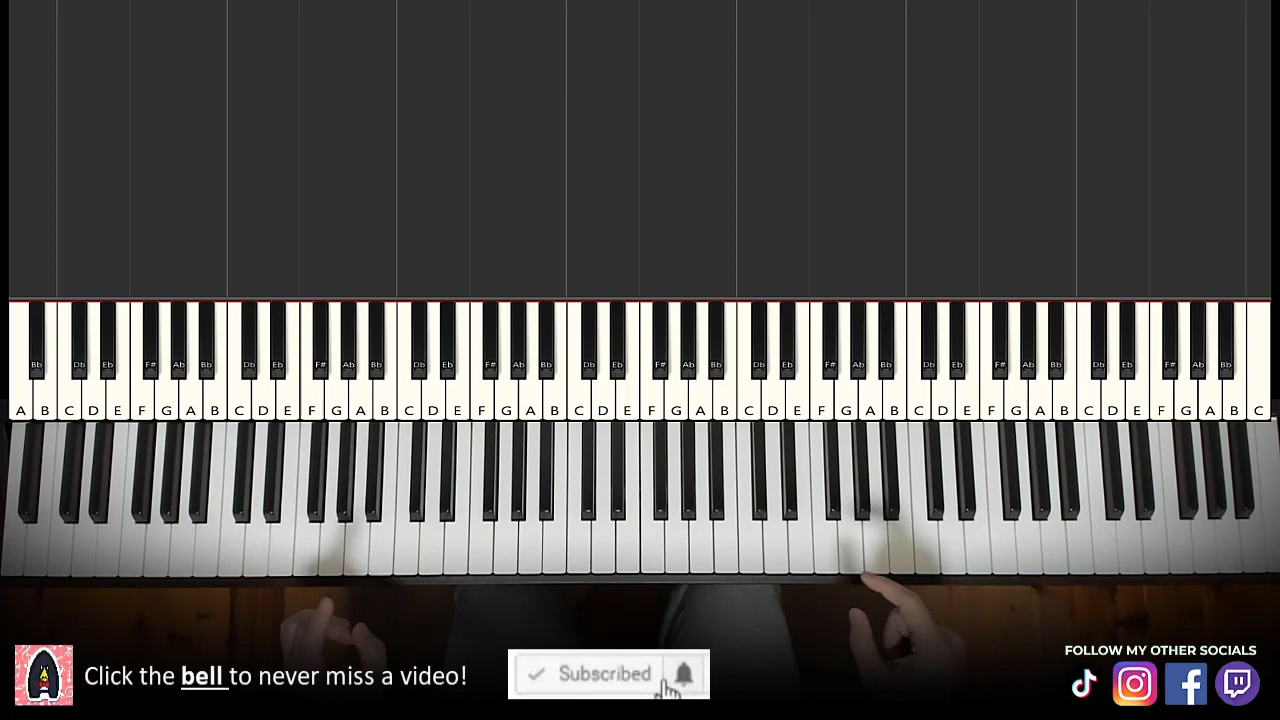 Bb Db Eb F# Ab Bb Db Eb F# Ab Bb Db Eb F# Ab Bb Db Eb F# Ab Bb Db Eb F# Ab Bb Db Eb F# Ab Bb Db Eb F# Ab Bb
A B C D E F G A B C D E F G A B C D E F G A B C D E F G A B C D E F G A B C D E F G A B C D E F G A B C
FOLLOW MY OTHER SOCIALS
Click the bell to never miss a video!
Subscribed